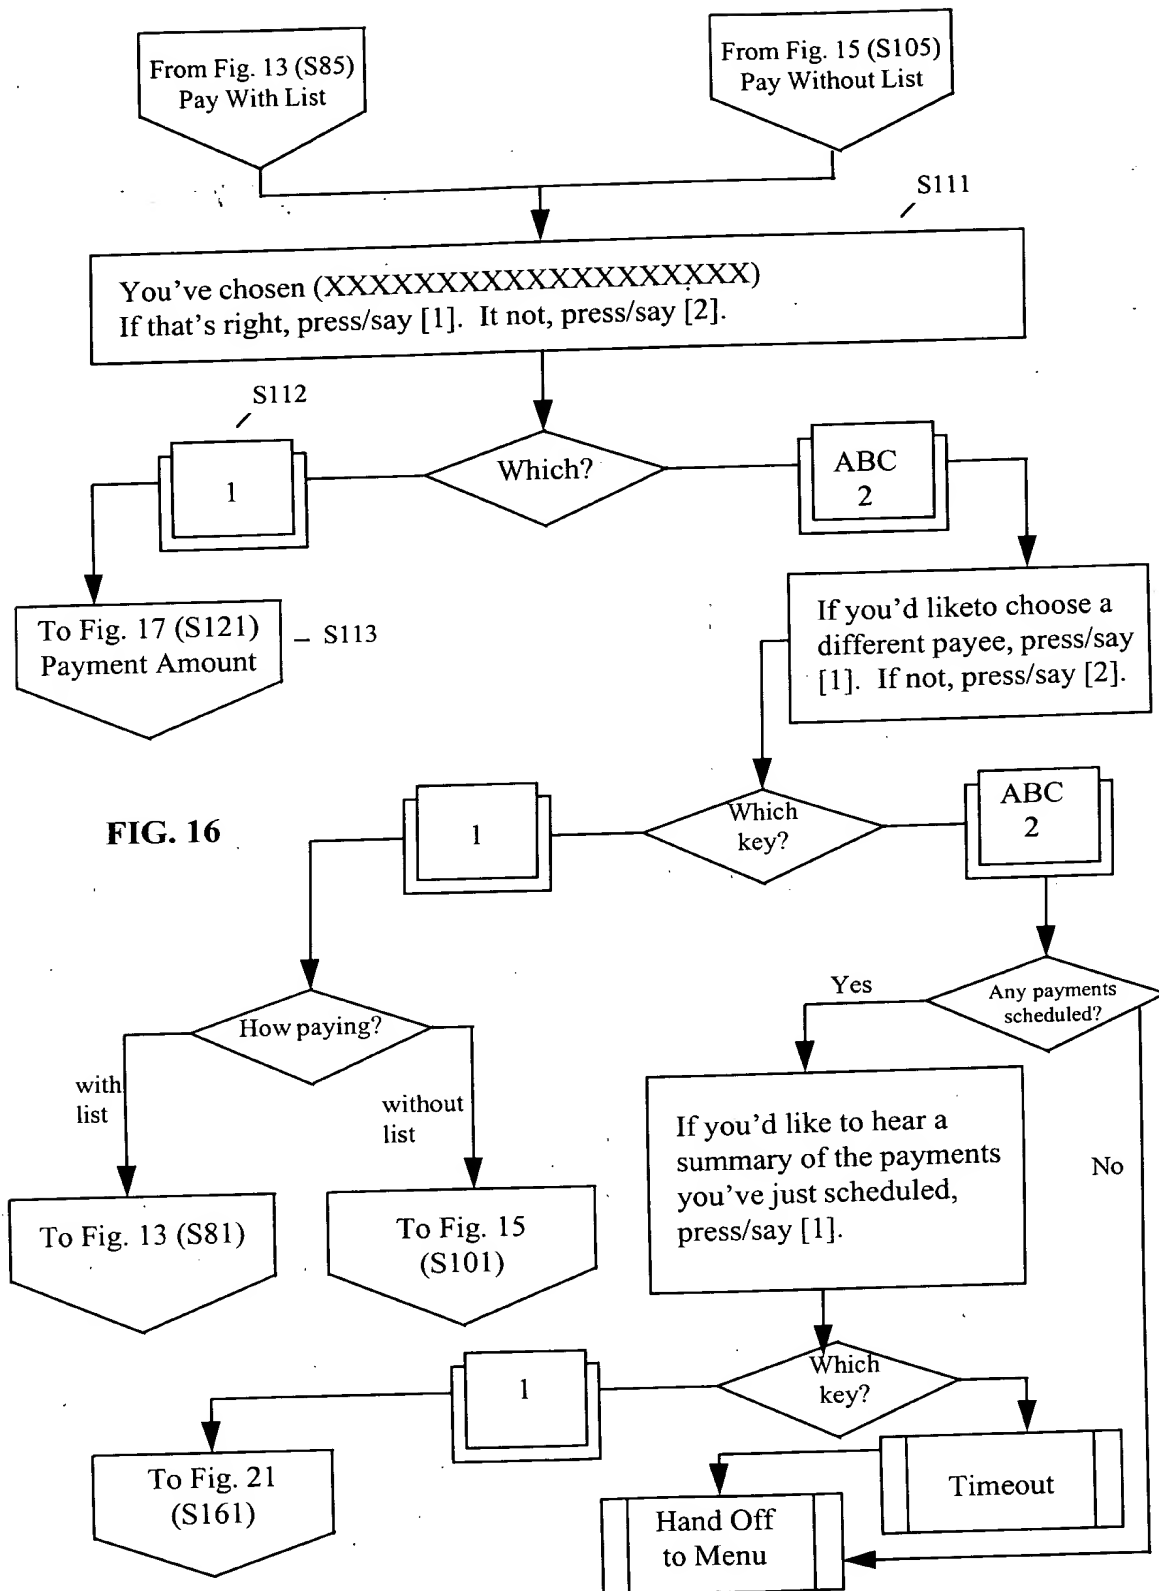 From Fig. 13 (S85)
Pay With List
From Fig. 15 (S105)
Pay Without List
S111
You've chosen (XXXXXXXXXXXXXXXXXXX)
If that's right, press/say [1]. It not, press/say [2].
S112
1
Which?
ABC
2
To Fig. 17 (S121)
Payment Amount
S113
If you'd liketo choose a
different payee, press/say
[1]. If not, press/say [2].
FIG. 16
1
Which
key?
ABC
2
How paying?
Yes
Any payments
scheduled?
with
list
without
list
If you'd like to hear a
summary of the payments
you've just scheduled,
press/say [1].
No
To Fig. 13 (S81)
To Fig. 15
(S101)
1
Which
key?
To Fig. 21
(S161)
Timeout
Hand Off
to Menu